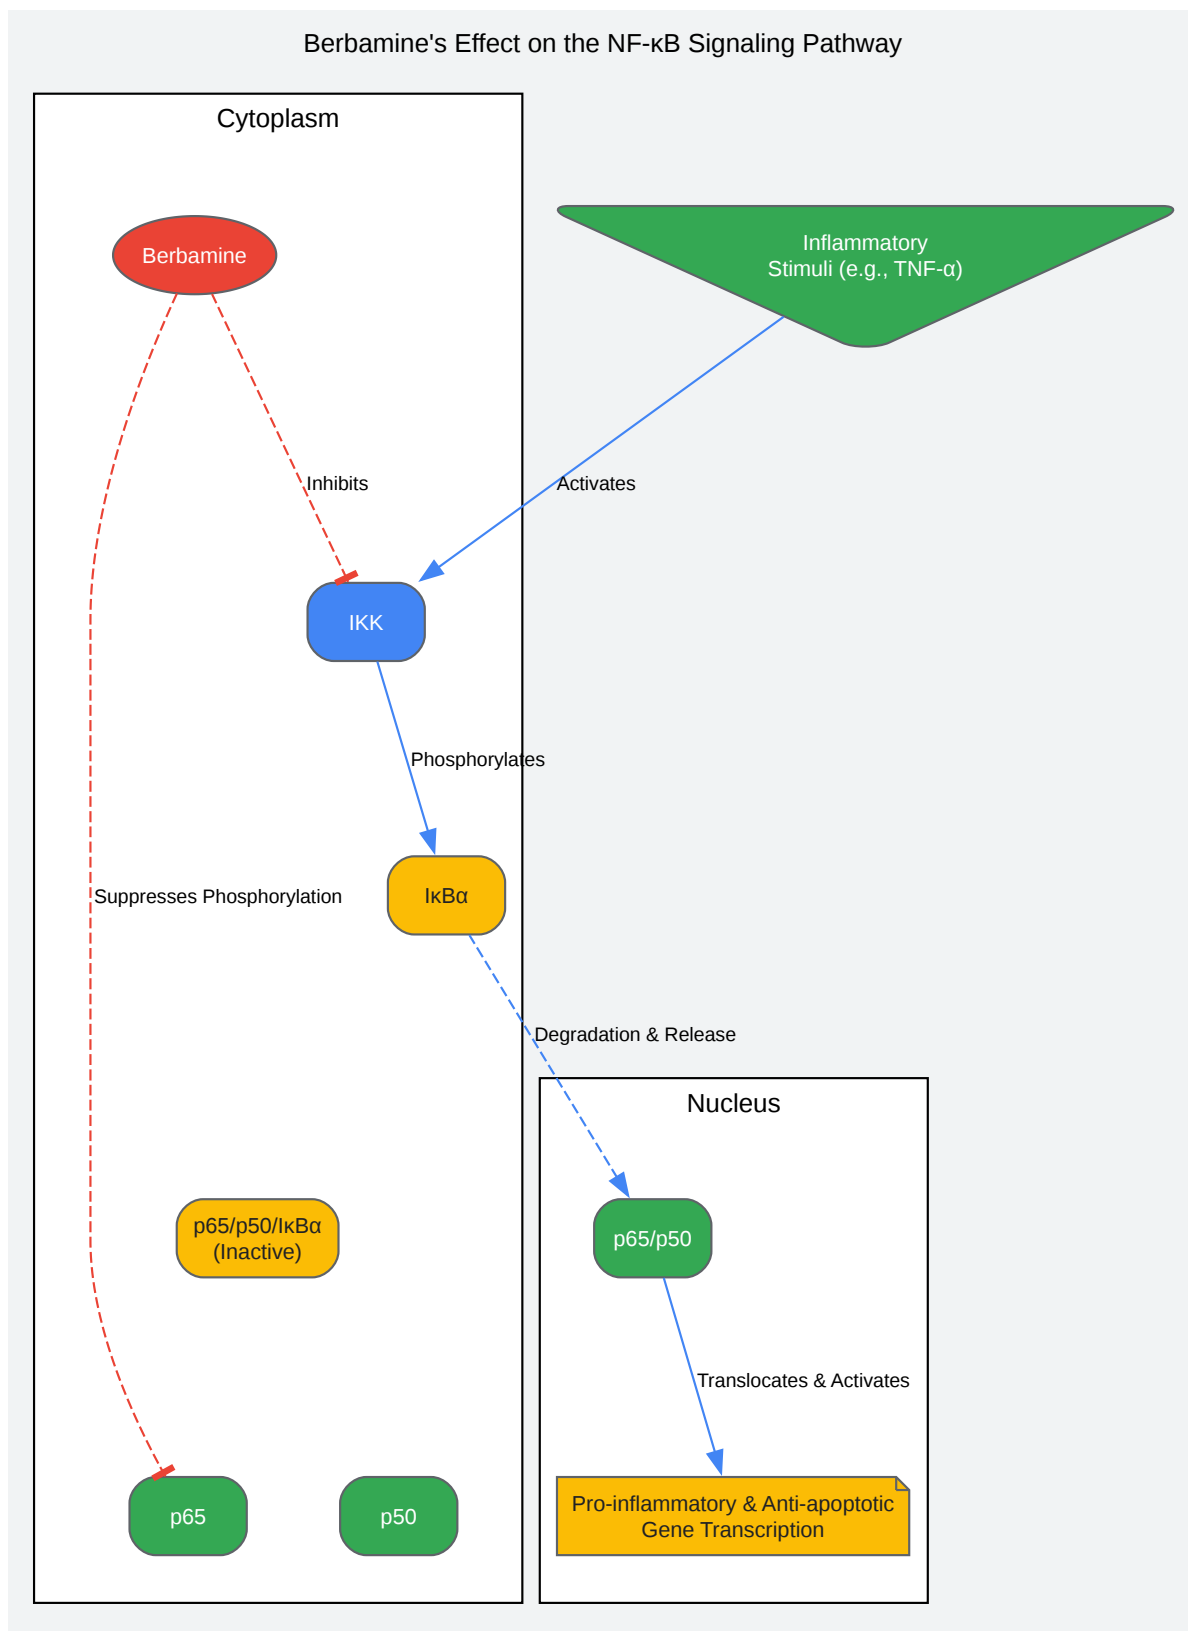 Berbamine's Effect on the NF-κB Signaling Pathway
Cytoplasm
Berbamine
Inflammatory
Stimuli (e.g., TNF-α)
Inhibits
Activates
IKK
Phosphorylates
Suppresses Phosphorylation
IκBα
Degradation & Release
Nucleus
p65/p50/IκBα
(Inactive)
p65/p50
Translocates & Activates
p65
p50
Pro-inflammatory & Anti-apoptotic
Gene Transcription